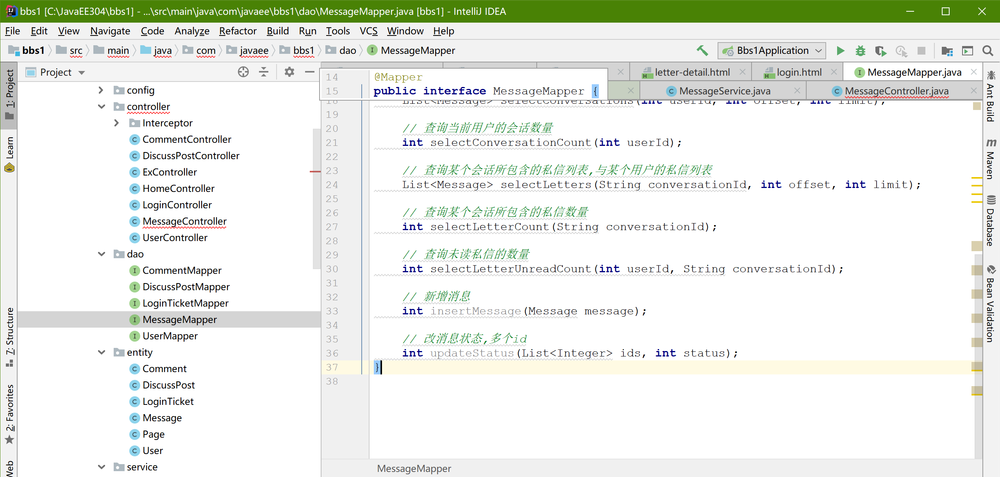 bbs1 [C:\JavaEE304\bbs1] - ...\src\main\java\com\javaee\bbs1\dao\MessageMapper.java [bbs1] - IntelliJ IDEA
File Edit View Navigate Code Analyze Refactor Build Run Tools VCS Window Help
bbs1 src main java com javaee bbs1 dao MessageMapper Bbs1Application
1: Project
Learn
7: Structure
2: Favorites
Web
Project
config
controller
Interceptor
CommentController
DiscussPostController
ExController
HomeController
LoginController
MessageController
UserController
dao
CommentMapper
DiscussPostMapper
LoginTicketMapper
MessageMapper
UserMapper
entity
Comment
DiscussPost
LoginTicket
Message
Page
User
service
letter-detail.html login.html MessageMapper.java
MessageService.java MessageController.java
14 @Mapper
15 public interface MessageMapper {
18 List<Message> selectConversations(int userId, int offset, int limit);
19
20 // 查询当前用户的会话数量
21 int selectConversationCount(int userId);
22
23 // 查询某个会话所包含的私信列表,与某个用户的私信列表
24 List<Message> selectLetters(String conversationId, int offset, int limit);
25
26 // 查询某个会话所包含的私信数量
27 int selectLetterCount(String conversationId);
28
29 // 查询未读私信的数量
30 int selectLetterUnreadCount(int userId, String conversationId);
31
32 // 新增消息
33 int insertMessage(Message message);
34
35 // 改消息状态,多个id
36 int updateStatus(List<Integer> ids, int status);
37 }
38
MessageMapper
Ant Build
Maven
Database
Bean Validation